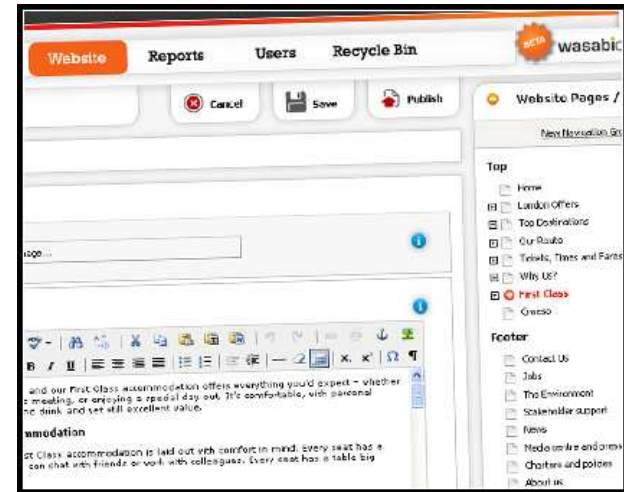 Website Reports Users Recycle Bin
BETA
Cancel Save Publish
Website Pages /
New Navigation
Top
Home
London Offers
Top Destinations
Our Route
Tickets, Times and Fares
Why Us?
First Class
Footer
Contact Us
Jobs
The Environment
Stakeholder support
News
Media centre and press
Charters and policies
About us
and our First Class accommodation offers everything you'd expect – whether
meeting, or enjoying a special day out. It's comfortable, with personal
drink and yet still excellent value.
st Class accommodation is laid out with comfort in mind. Every seat has a
can chat with friends or work with colleagues. Every seat has a table big